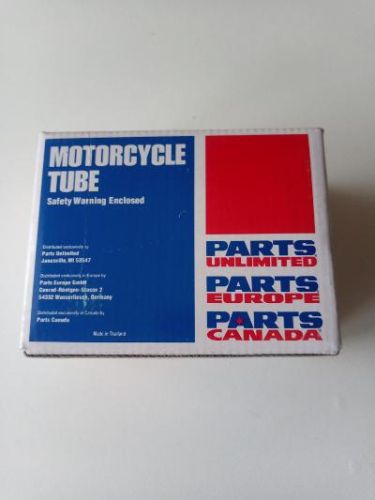 MOTORCYCLE
TUBE
Safety Warning Enclosed
Distributed exclusively by
Parts Unlimited
Janesville, WI 53547
Distributed exclusively in Europe by
Parts Europe GmbH
Conrad-Röntgen-Strasse 2
54332 Wasserliesch, Germany
Distributed exclusively in Canada By
Parts Canada
Made in Thailand
PARTS
UNLIMITED
PARTS
EUROPE
PARTS
CANADA